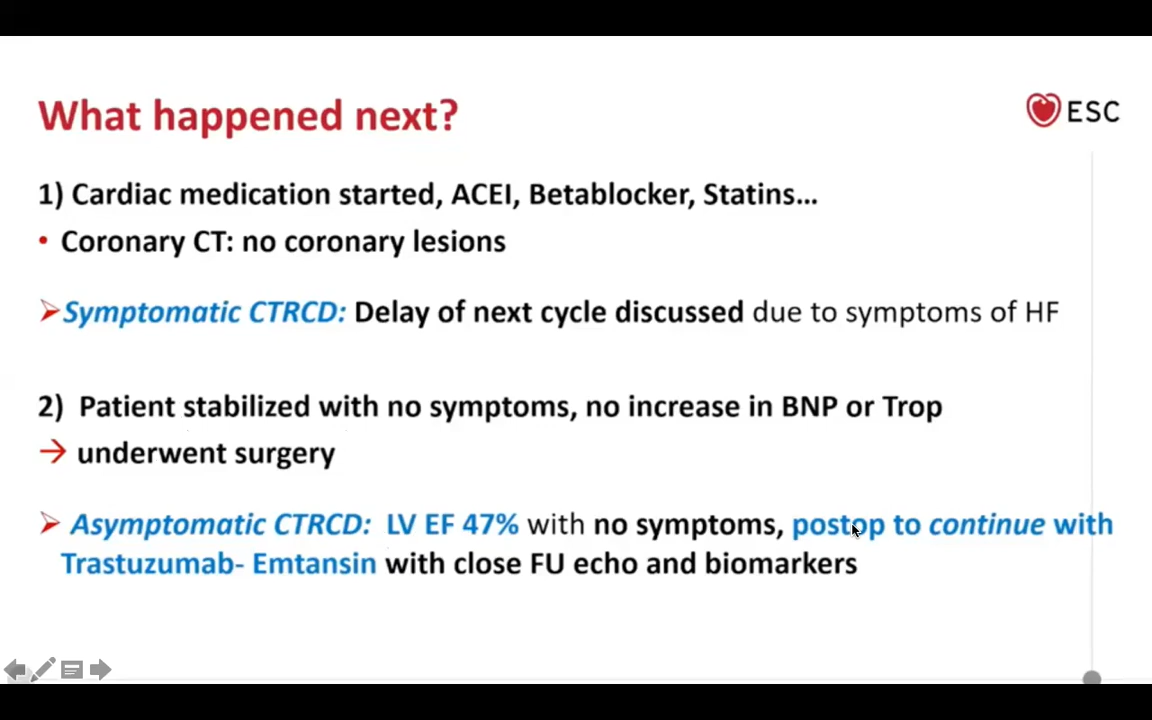 What happened next?
ESC
1) Cardiac medication started, ACEI, Betablocker, Statins...
• Coronary CT: no coronary lesions
➢Symptomatic CTRCD: Delay of next cycle discussed due to symptoms of HF
2) Patient stabilized with no symptoms, no increase in BNP or Trop
→ underwent surgery
➢ Asymptomatic CTRCD: LV EF 47% with no symptoms, postop to continue with
Trastuzumab- Emtansin with close FU echo and biomarkers